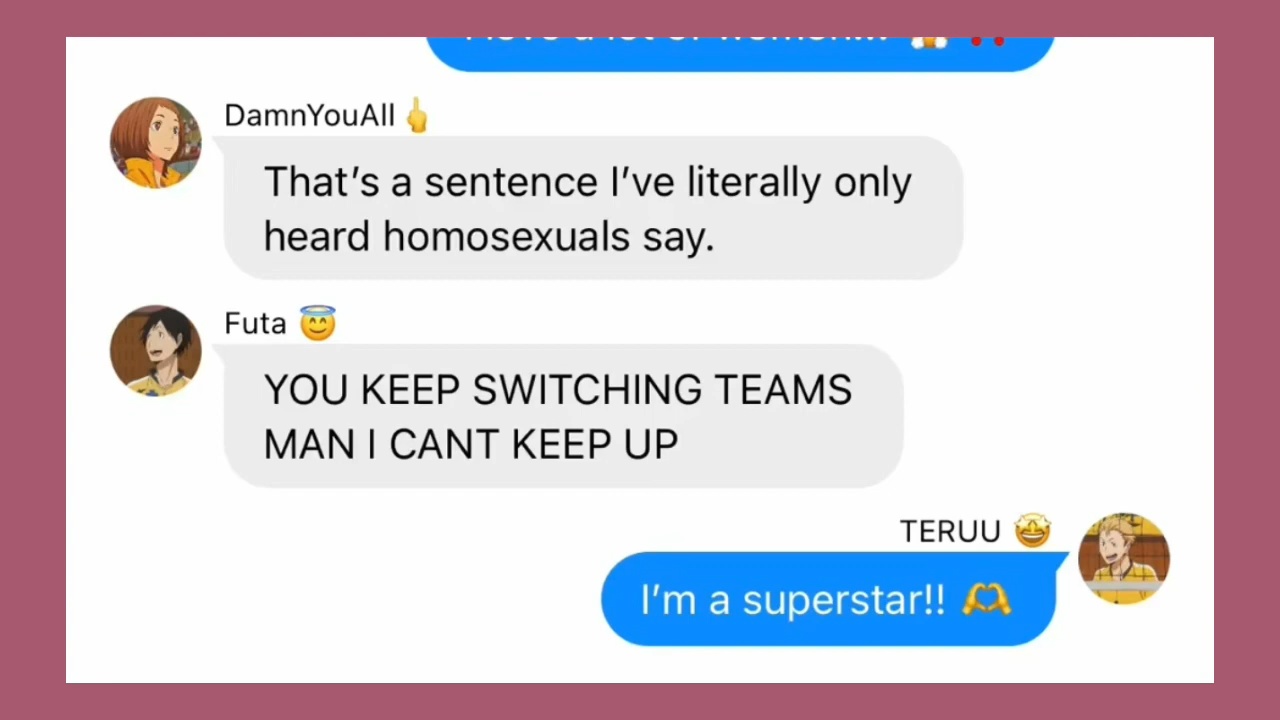 DamnYouAll🖕
That's a sentence I've literally only
heard homosexuals say.
Futa 😇
YOU KEEP SWITCHING TEAMS
MAN I CANT KEEP UP
TERUU 🤩
I'm a superstar!! 🫶